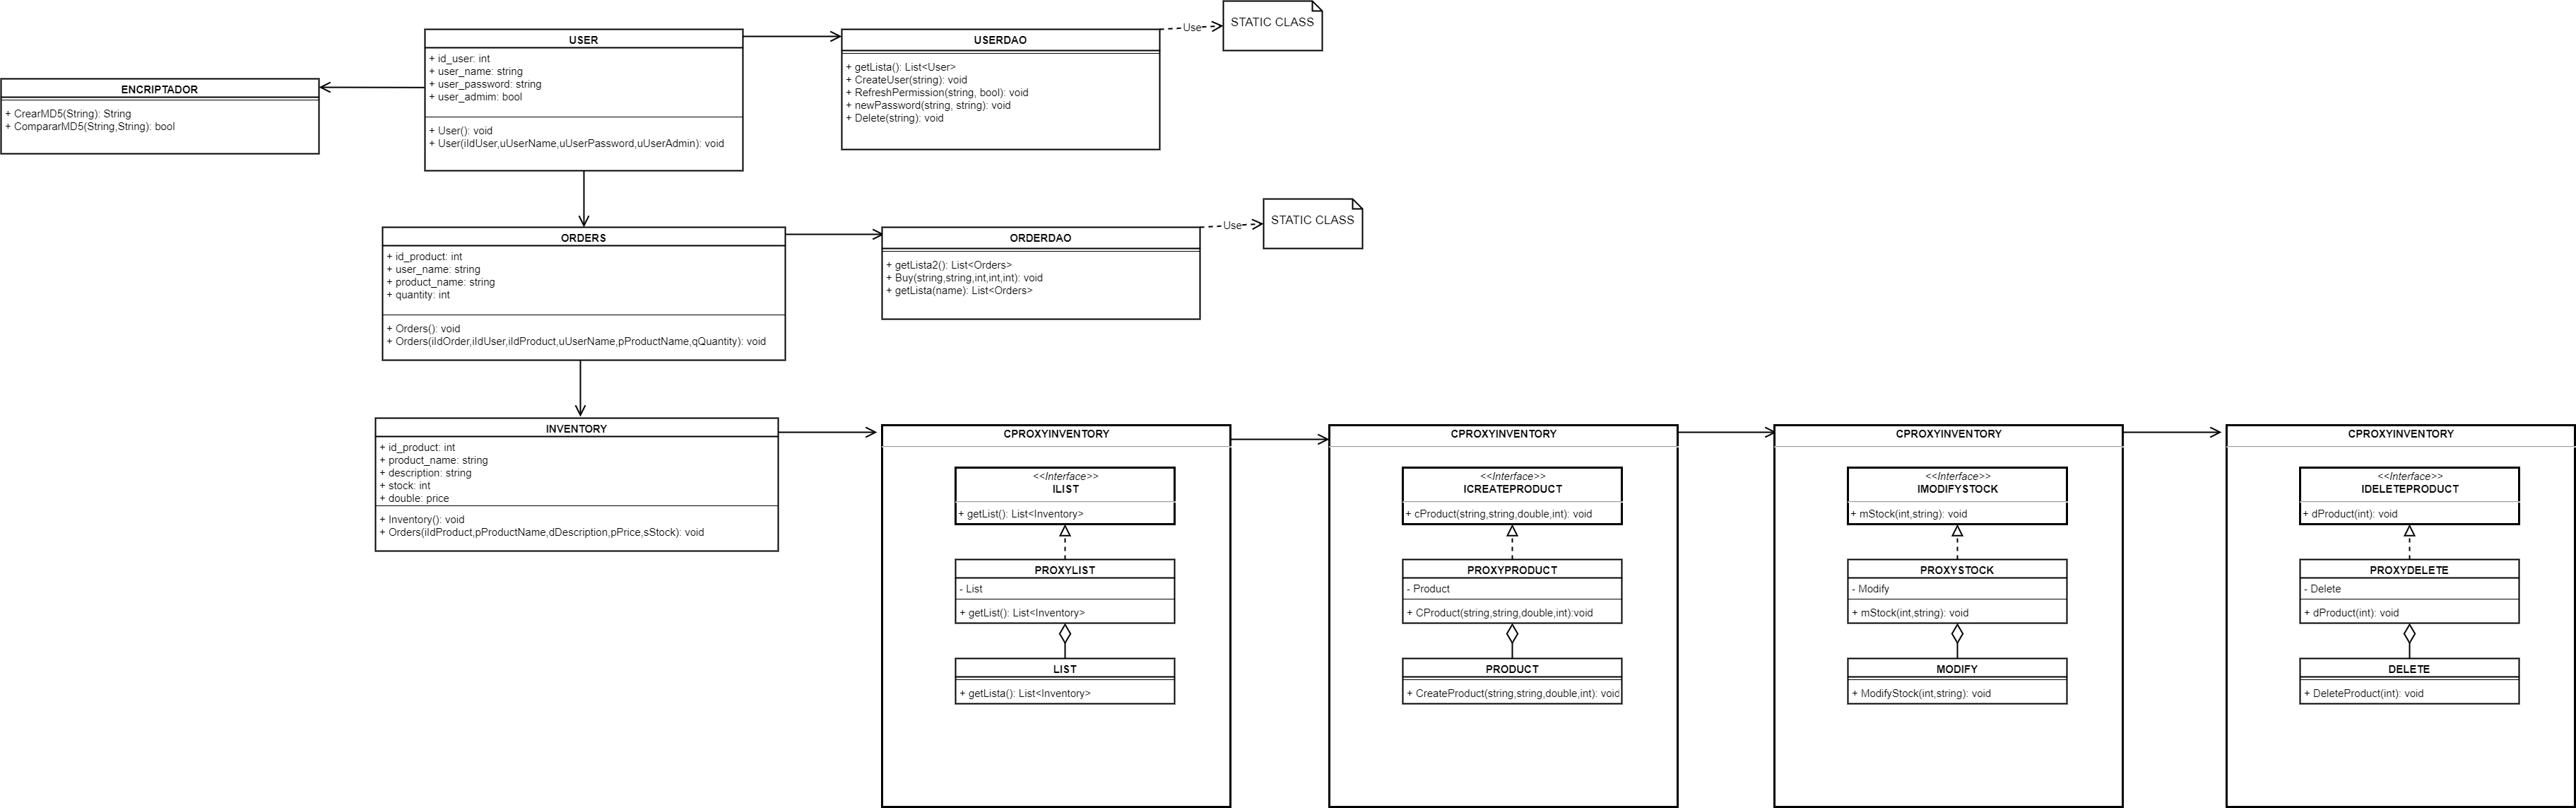 STATIC CLASS
Use
USER
+ id_user: int
+ user_name: string
+ user_password: string
+ user_admim: bool
+ User(): void
+ User(iIdUser,uUserName,uUserPassword,uUserAdmin): void
USERDAO
+ getLista(): List<User>
+ CreateUser(string): void
+ RefreshPermission(string, bool): void
+ newPassword(string, string): void
+ Delete(string): void
ENCRIPTADOR
+ CrearMD5(String): String
+ CompararMD5(String,String): bool
STATIC CLASS
Use
ORDERS
+ id_product: int
+ user_name: string
+ product_name: string
+ quantity: int
+ Orders(): void
+ Orders(iIdOrder,iIdUser,iIdProduct,uUserName,pProductName,qQuantity): void
ORDERDAO
+ getLista2(): List<Orders>
+ Buy(string,string,int,int,int): void
+ getLista(name): List<Orders>
INVENTORY
+ id_product: int
+ product_name: string
+ description: string
+ stock: int
+ double: price
+ Inventory(): void
+ Orders(iIdProduct,pProductName,dDescription,pPrice,sStock): void
CPROXYINVENTORY
<<Interface>>
ILIST
+ getList(): List<Inventory>
PROXYLIST
- List
+ getList(): List<Inventory>
LIST
+ getLista(): List<Inventory>
CPROXYINVENTORY
<<Interface>>
ICREATEPRODUCT
+ cProduct(string,string,double,int): void
PROXYPRODUCT
- Product
+ CProduct(string,string,double,int):void
PRODUCT
+ CreateProduct(string,string,double,int): void
CPROXYINVENTORY
<<Interface>>
IMODIFYSTOCK
+ mStock(int,string): void
PROXYSTOCK
- Modify
+ mStock(int,string): void
MODIFY
+ ModifyStock(int,string): void
CPROXYINVENTORY
<<Interface>>
IDELETEPRODUCT
+ dProduct(int): void
PROXYDELETE
- Delete
+ dProduct(int): void
DELETE
+ DeleteProduct(int): void